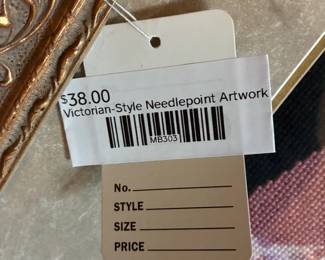 $38.00
Victorian-Style Needlepoint Artwork
MB303
No.
STYLE
SIZE
PRICE